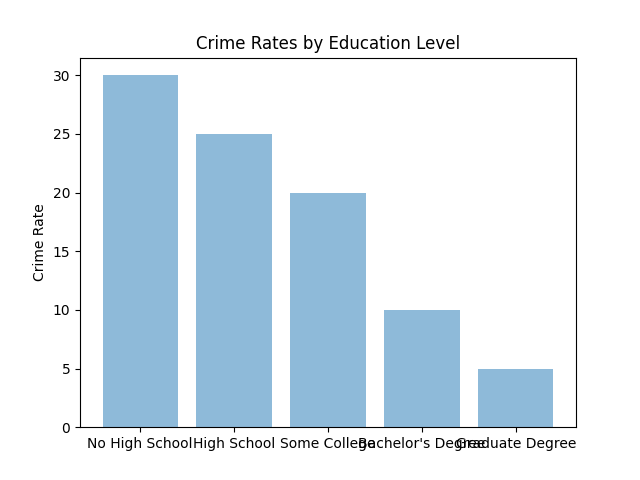 Crime Rates by Education Level
Crime Rate
30
25
20
15
10
5
0
No High School
High School
Some College
Bachelor's Degree
Graduate Degree